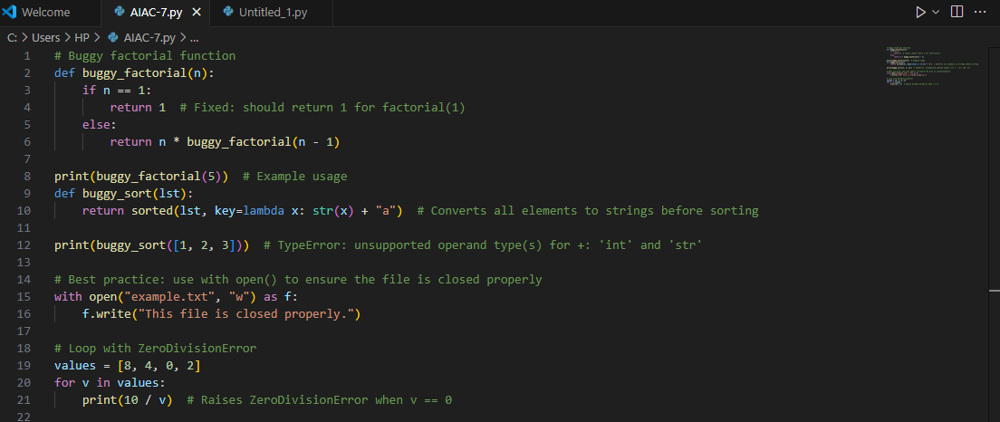 Welcome AIAC-7.py Untitled_1.py
C: > Users > HP > AIAC-7.py > ...
1 # Buggy factorial function
2 def buggy_factorial(n):
3     if n == 1:
4         return 1  # Fixed: should return 1 for factorial(1)
5     else:
6         return n * buggy_factorial(n - 1)
7
8 print(buggy_factorial(5))  # Example usage
9 def buggy_sort(lst):
10     return sorted(lst, key=lambda x: str(x) + "a")  # Converts all elements to strings before sorting
11
12 print(buggy_sort([1, 2, 3]))  # TypeError: unsupported operand type(s) for +: 'int' and 'str'
13
14 # Best practice: use with open() to ensure the file is closed properly
15 with open("example.txt", "w") as f:
16     f.write("This file is closed properly.")
17
18 # Loop with ZeroDivisionError
19 values = [8, 4, 0, 2]
20 for v in values:
21     print(10 / v)  # Raises ZeroDivisionError when v == 0
22